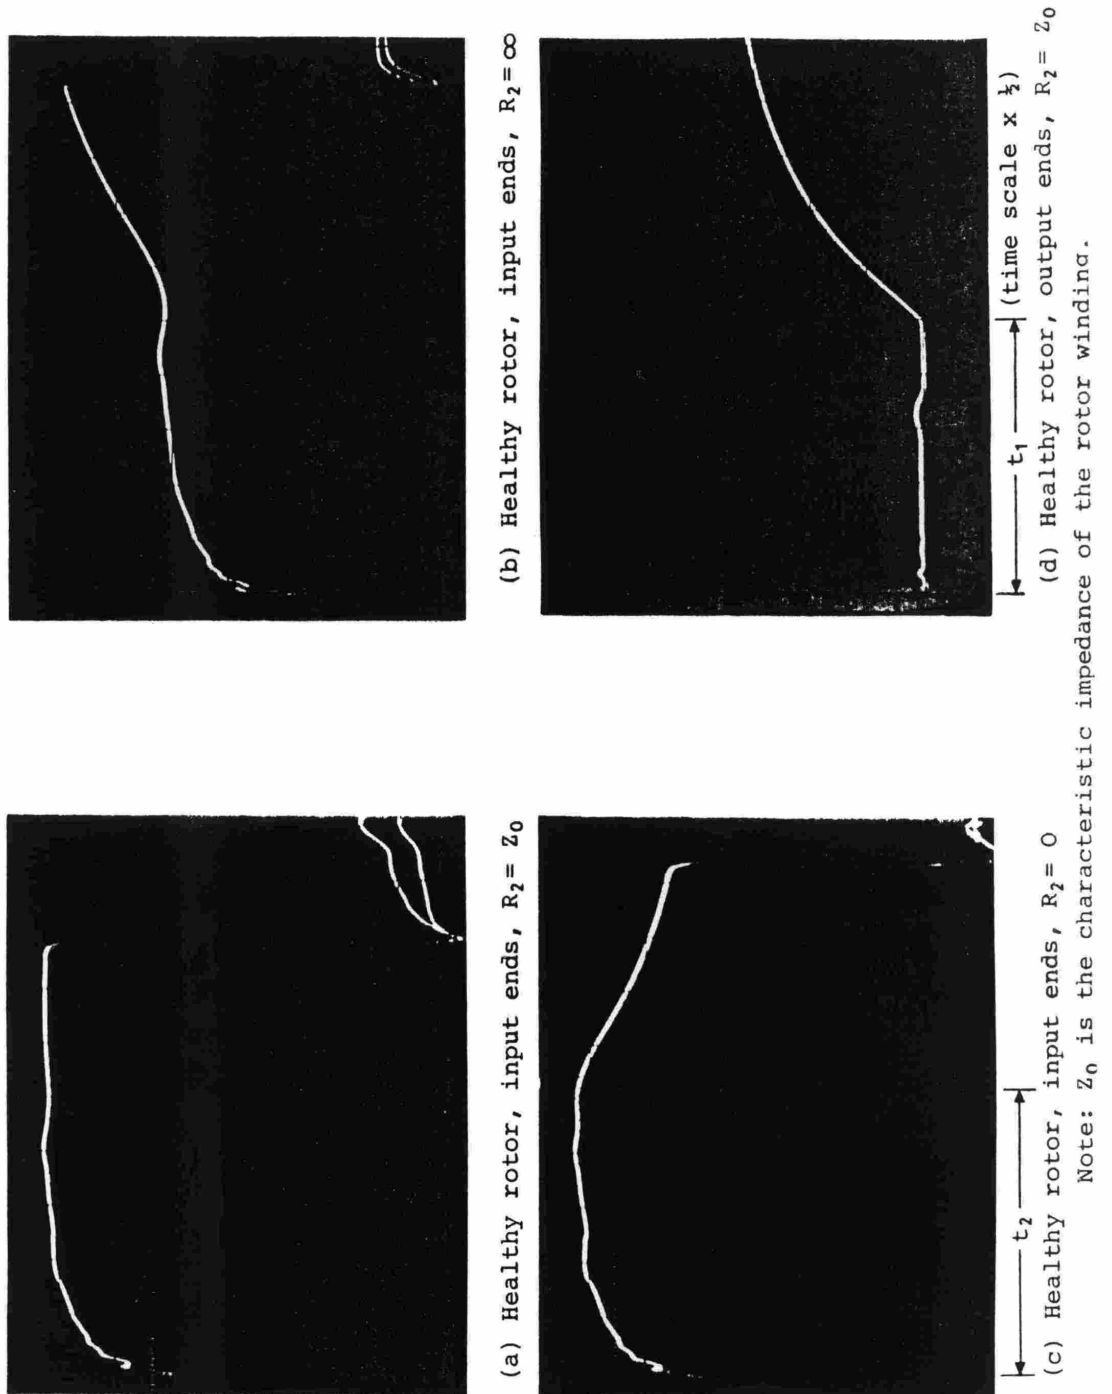 (a) Healthy rotor, input ends, R₂= Z₀
(b) Healthy rotor, input ends, R₂= ∞
t₂
(c) Healthy rotor, input ends, R₂= 0
t₁
(time scale x ½)
(d) Healthy rotor, output ends, R₂= Z₀
Note: Z₀ is the characteristic impedance of the rotor winding.